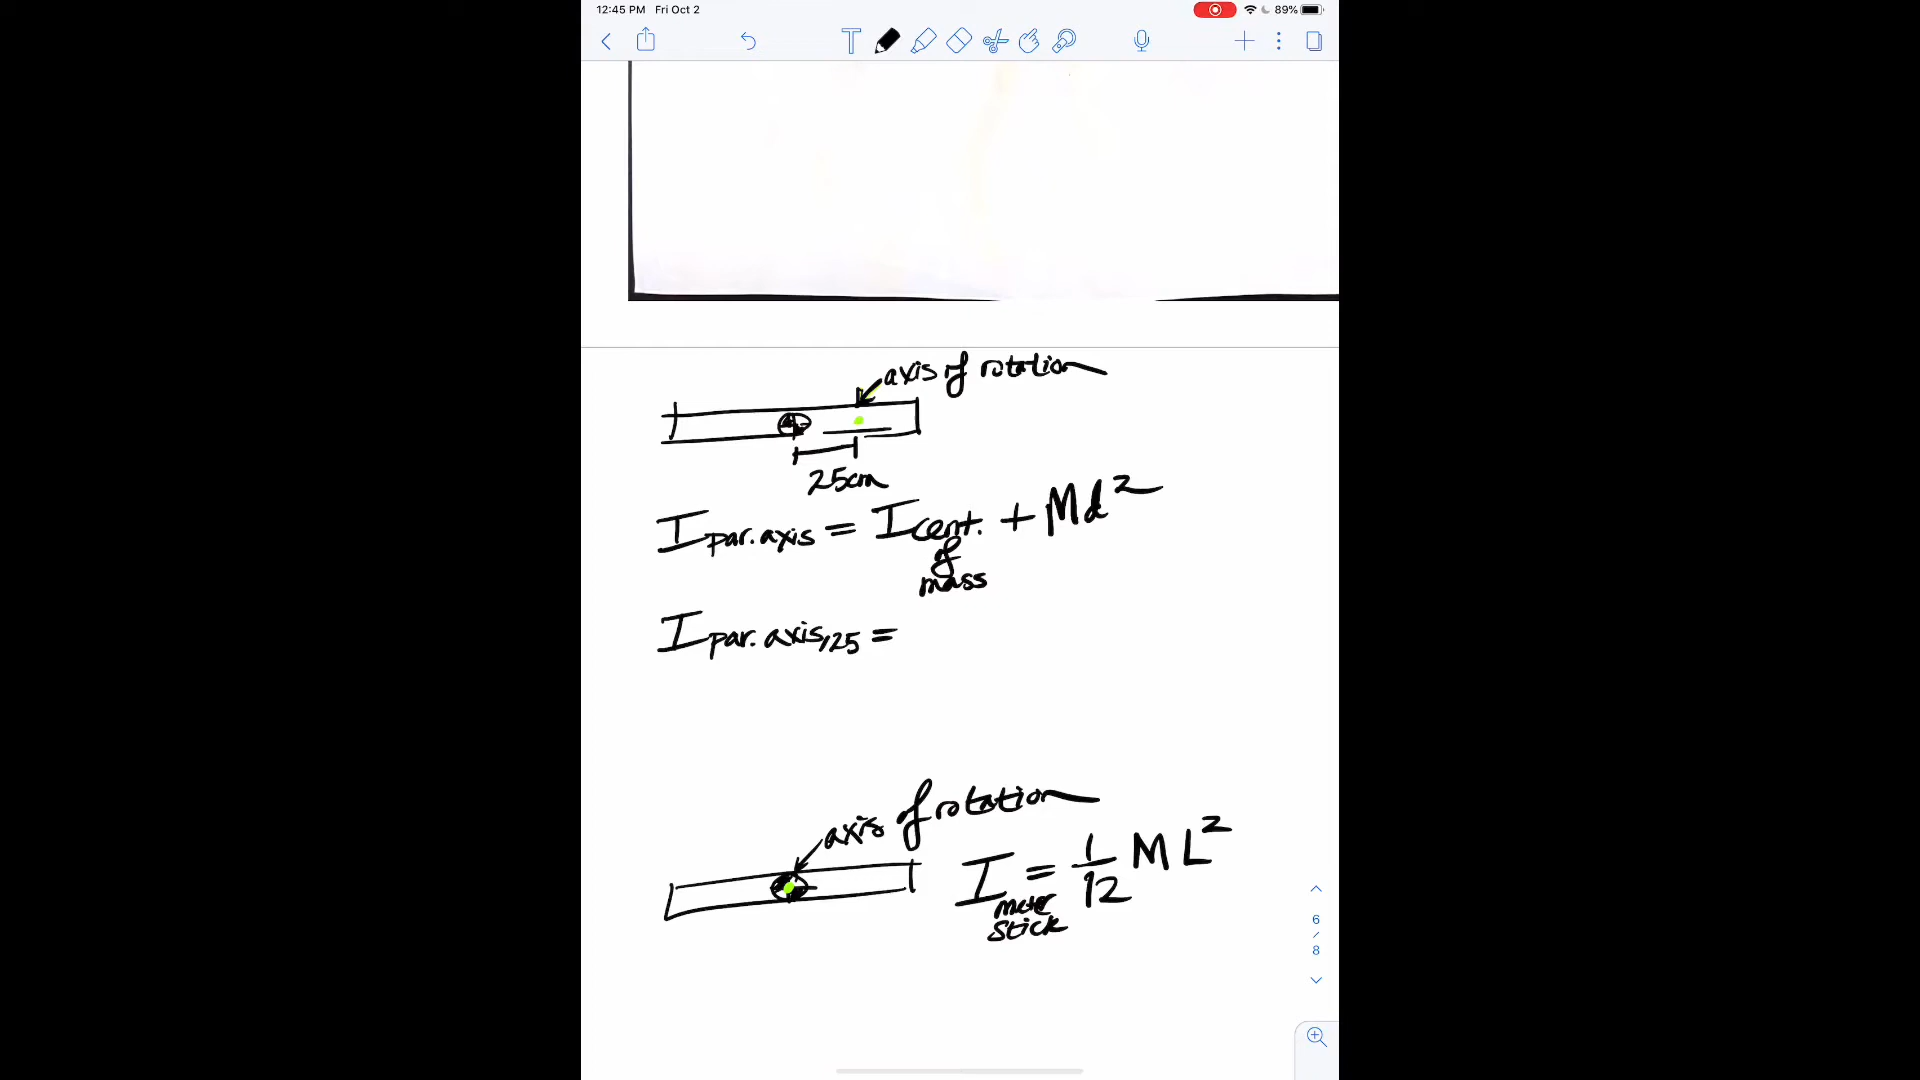 12:45 PM Fri Oct 2
89%
T
axis of rotation
25cm
I par. axis = I cent. of mass + Md²
I par. axis, 25 =
axis of rotation
I meter stick = 1/12 ML²
6
/
8